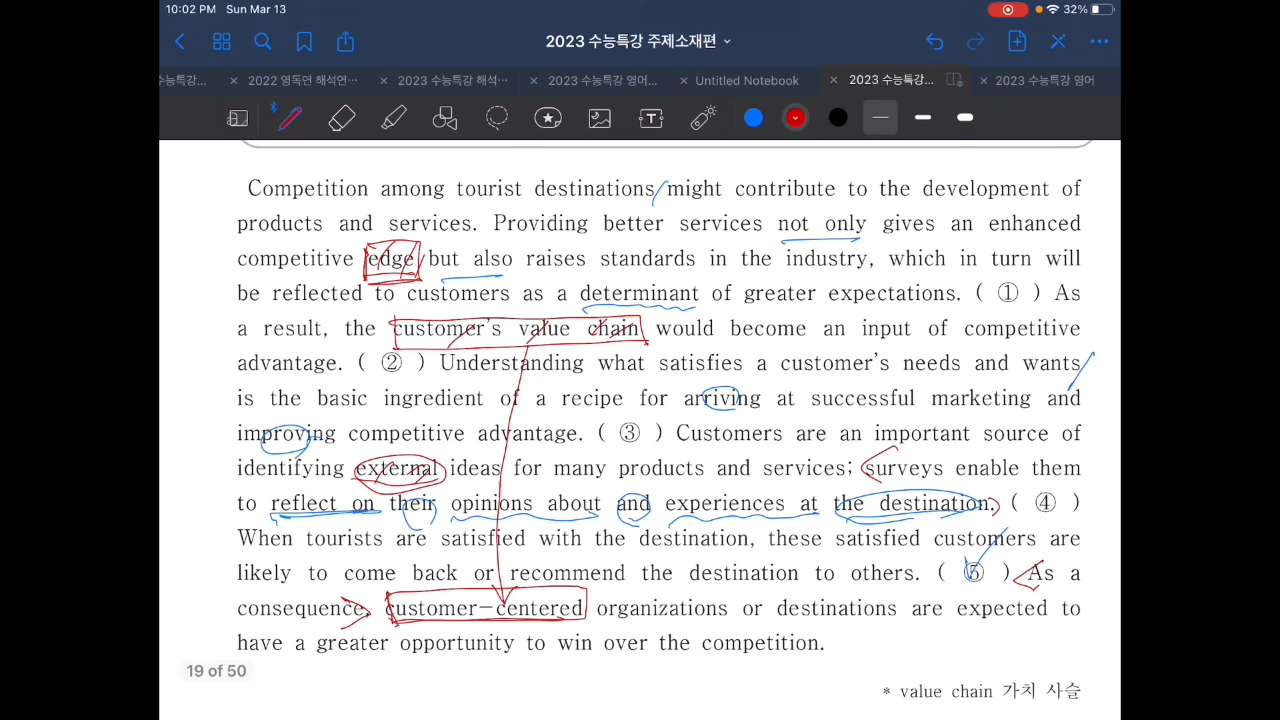 10:02 PM Sun Mar 13 32%
2023 수능특강 주제소재편
수능특강... × 2022 영독연 해석연... × 2023 수능특강 해석... × 2023 수능특강 영어... × Untitled Notebook × 2023 수능특강... × 2023 수능특강 영어
Competition among tourist destinations might contribute to the development of
products and services. Providing better services not only gives an enhanced
competitive edge but also raises standards in the industry, which in turn will
be reflected to customers as a determinant of greater expectations. ( ① ) As
a result, the customer's value chain would become an input of competitive
advantage. ( ② ) Understanding what satisfies a customer's needs and wants
is the basic ingredient of a recipe for arriving at successful marketing and
improving competitive advantage. ( ③ ) Customers are an important source of
identifying external ideas for many products and services; surveys enable them
to reflect on their opinions about and experiences at the destination. ( ④ )
When tourists are satisfied with the destination, these satisfied customers are
likely to come back or recommend the destination to others. ( ⑤ ) As a
consequence, customer-centered organizations or destinations are expected to
have a greater opportunity to win over the competition.
19 of 50
* value chain 가치 사슬